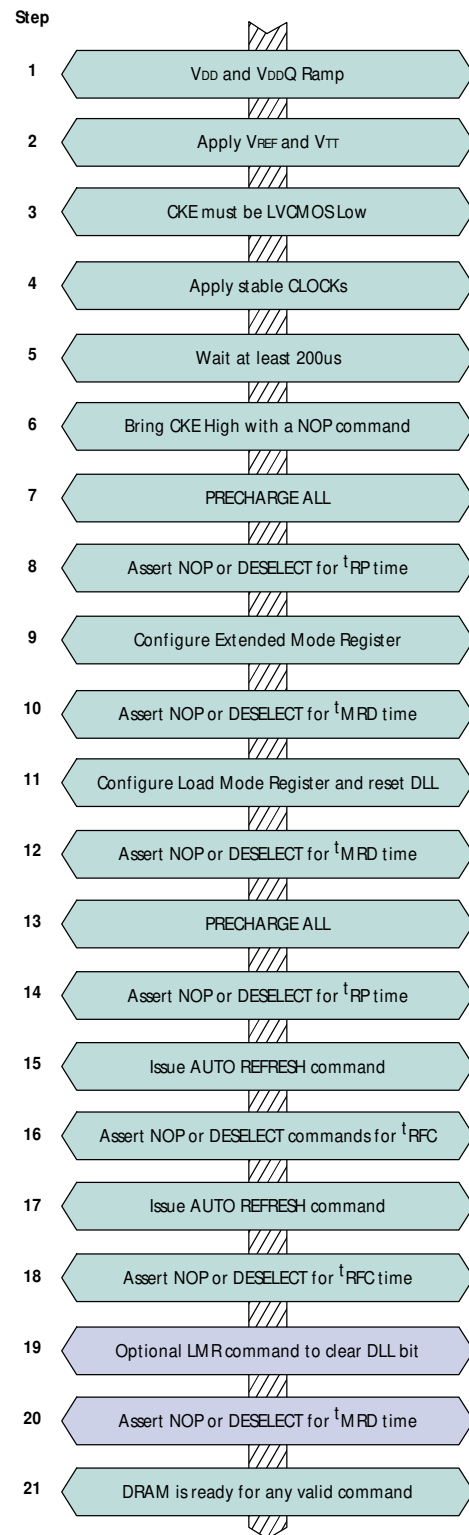 Step
1 VDD and VDDQ Ramp
2 Apply VREF and VTT
3 CKE must be LVCMOS Low
4 Apply stable CLOCKs
5 Wait at least 200us
6 Bring CKE High with a NOP command
7 PRECHARGE ALL
8 Assert NOP or DESELECT for tRP time
9 Configure Extended Mode Register
10 Assert NOP or DESELECT for tMRD time
11 Configure Load Mode Register and reset DLL
12 Assert NOP or DESELECT for tMRD time
13 PRECHARGE ALL
14 Assert NOP or DESELECT for tRP time
15 Issue AUTO REFRESH command
16 Assert NOP or DESELECT commands for tRFC
17 Issue AUTO REFRESH command
18 Assert NOP or DESELECT for tRFC time
19 Optional LMR command to clear DLL bit
20 Assert NOP or DESELECT for tMRD time
21 DRAM is ready for any valid command